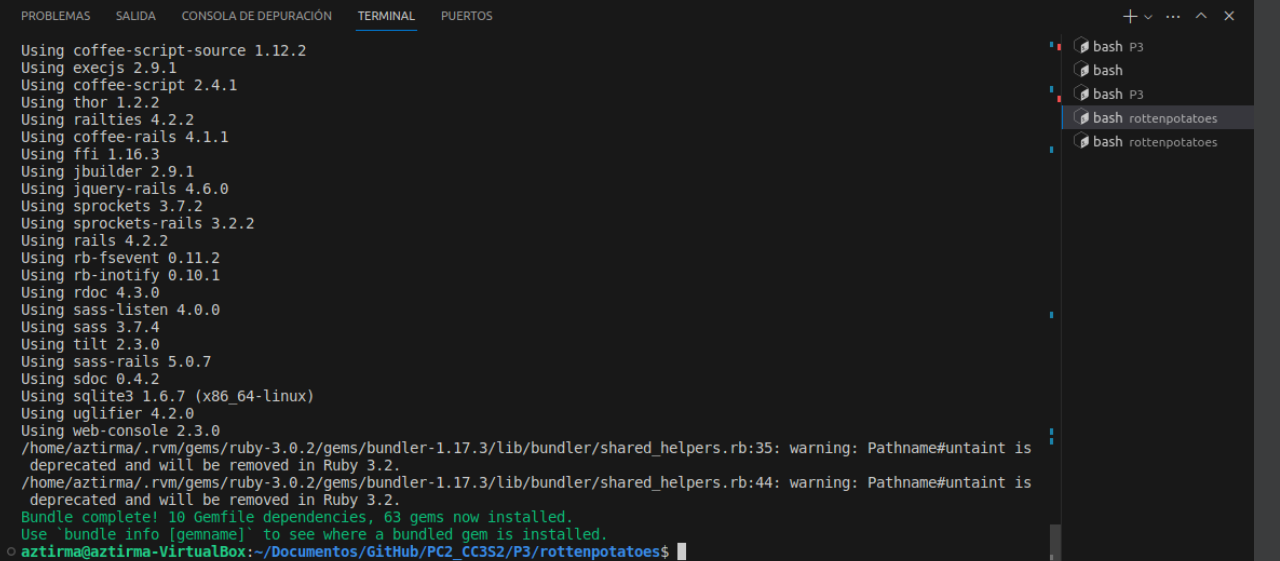 PROBLEMAS SALIDA CONSOLA DE DEPURACIÓN TERMINAL PUERTOS
Using coffee-script-source 1.12.2
Using execjs 2.9.1
Using coffee-script 2.4.1
Using thor 1.2.2
Using railties 4.2.2
Using coffee-rails 4.1.1
Using ffi 1.16.3
Using jbuilder 2.9.1
Using jquery-rails 4.6.0
Using sprockets 3.7.2
Using sprockets-rails 3.2.2
Using rails 4.2.2
Using rb-fsevent 0.11.2
Using rb-inotify 0.10.1
Using rdoc 4.3.0
Using sass-listen 4.0.0
Using sass 3.7.4
Using tilt 2.3.0
Using sass-rails 5.0.7
Using sdoc 0.4.2
Using sqlite3 1.6.7 (x86_64-linux)
Using uglifier 4.2.0
Using web-console 2.3.0
/home/aztirma/.rvm/gems/ruby-3.0.2/gems/bundler-1.17.3/lib/bundler/shared_helpers.rb:35: warning: Pathname#untaint is
deprecated and will be removed in Ruby 3.2.
/home/aztirma/.rvm/gems/ruby-3.0.2/gems/bundler-1.17.3/lib/bundler/shared_helpers.rb:44: warning: Pathname#untaint is
deprecated and will be removed in Ruby 3.2.
Bundle complete! 10 Gemfile dependencies, 63 gems now installed.
Use `bundle info [gemname]` to see where a bundled gem is installed.
aztirma@aztirma-VirtualBox:~/Documentos/GitHub/PC2_CC3S2/P3/rottenpotatoes$
bash P3
bash
bash P3
bash rottenpotatoes
bash rottenpotatoes